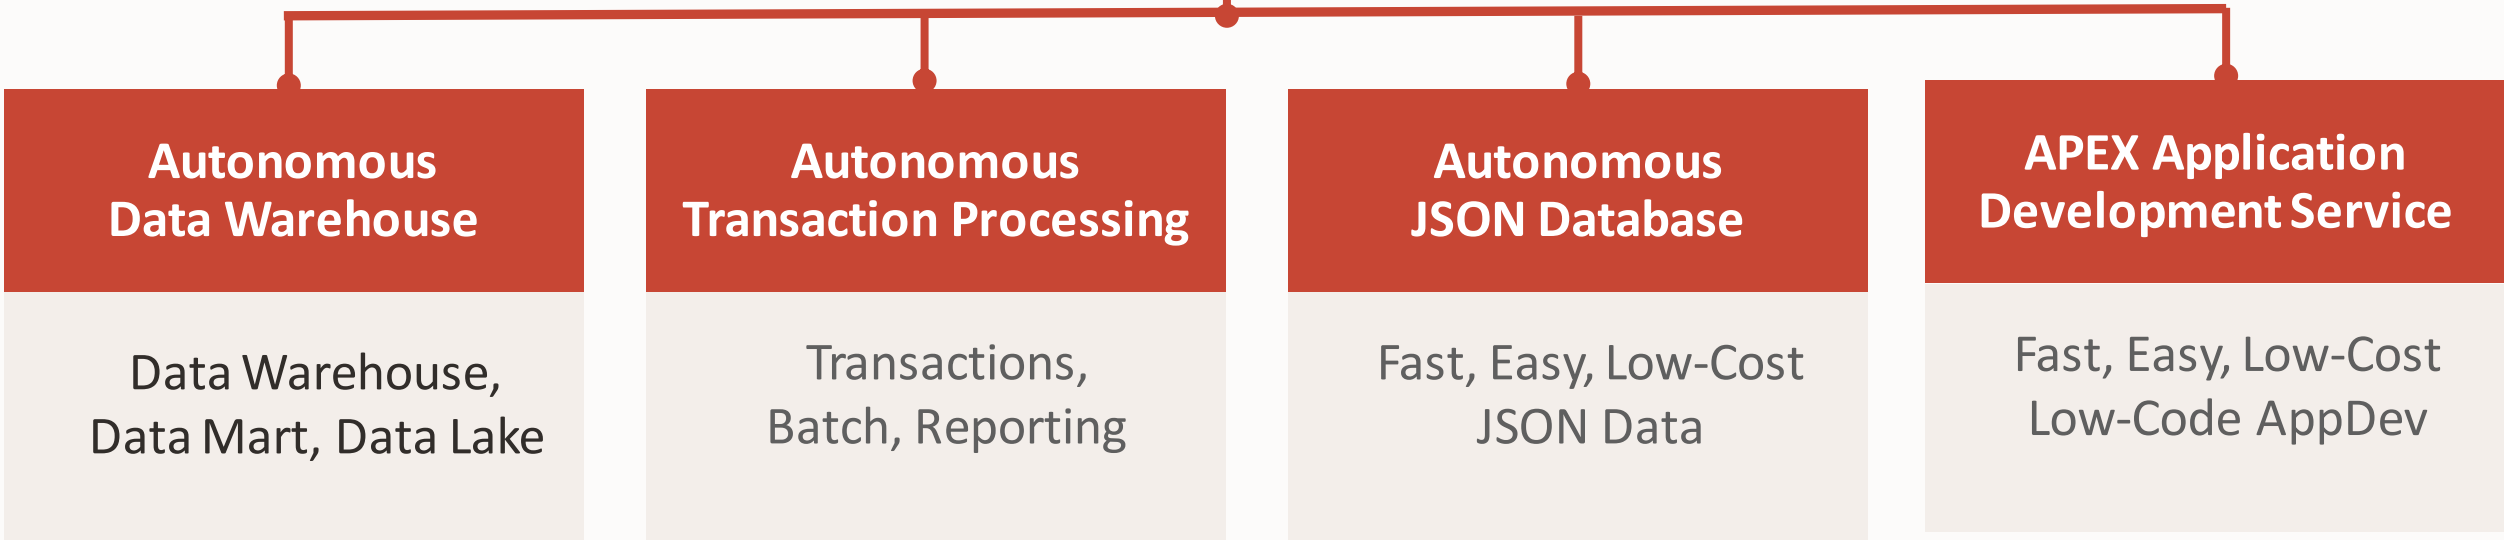 Autonomous
Data Warehouse
Data Warehouse,
Data Mart, Data Lake
Autonomous
Transaction Processing
Transactions,
Batch, Reporting
Autonomous
JSON Database
Fast, Easy, Low-Cost
JSON Data
APEX Application
Development Service
Fast, Easy, Low-Cost
Low-Code AppDev